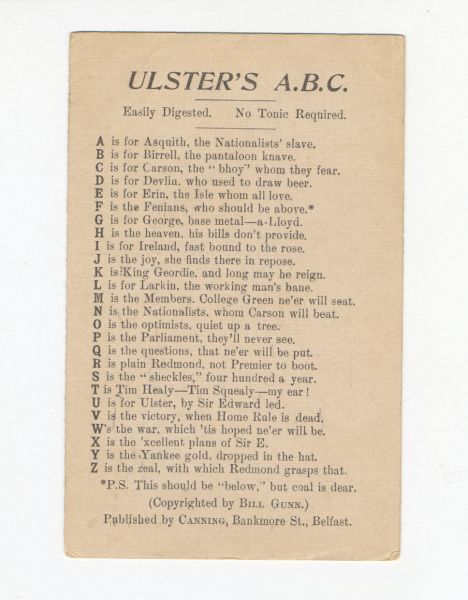 ULSTER'S A.B.C.
Easily Digested. No Tonic Required.
A is for Asquith, the Nationalists' slave.
B is for Birrell, the pantaloon knave.
C is for Carson, the "bhoy" whom they fear.
D is for Devlin, who used to draw beer.
E is for Erin, the Isle whom all love.
F is the Fenians, who should be above.*
G is for George, base metal—a-Lloyd.
H is the heaven, his bills don't provide.
I is for Ireland, fast bound to the rose.
J is the joy, she finds there in repose.
K is King Geordie, and long may he reign.
L is for Larkin, the working man's bane.
M is the Members, College Green ne'er will seat.
N is the Nationalists, whom Carson will beat.
O is the optimists, quiet up a tree.
P is the Parliament, they'll never see.
Q is the questions, that ne'er will be put.
R is plain Redmond, not Premier to boot.
S is the "sheckles," four hundred a year.
T is Tim Healy—Tim Squealy—my ear!
U is for Ulster, by Sir Edward led.
V is the victory, when Home Rule is dead.
W's the war, which 'tis hoped ne'er will be.
X is the 'xcellent plans of Sir E.
Y is the Yankee gold, dropped in the hat.
Z is the zeal, with which Redmond grasps that.
*P.S. This should be "below," but coal is dear.
(Copyrighted by BILL GUNN.)
Published by CANNING, Bankmore St., Belfast.